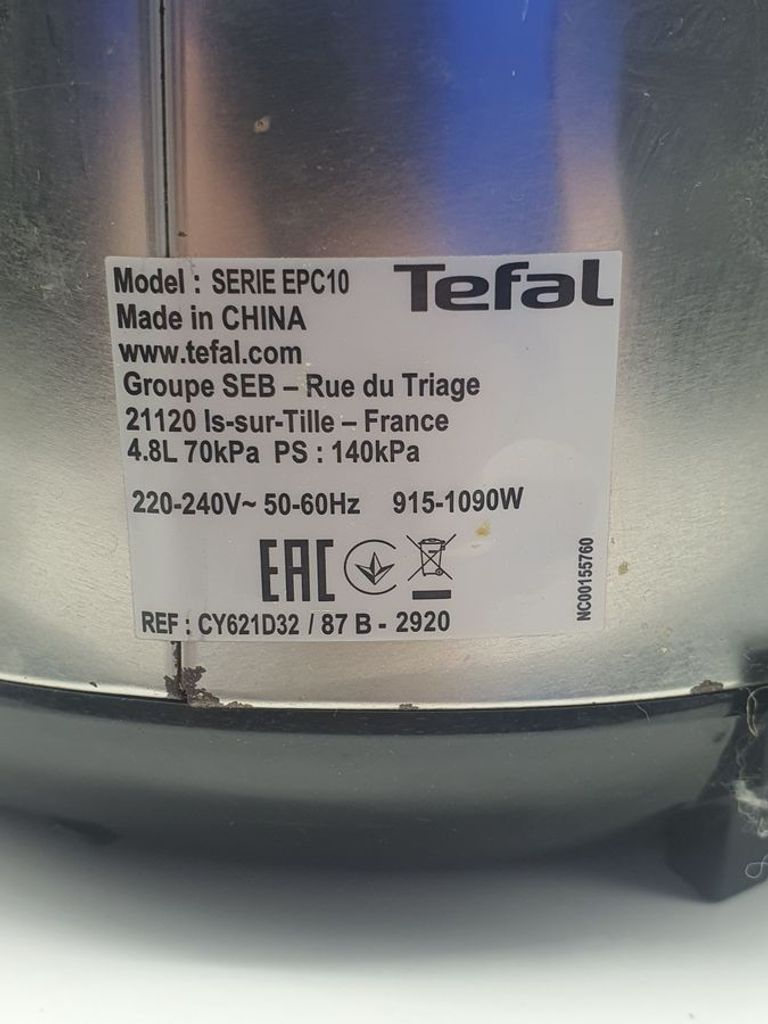 Model : SERIE EPC10
Tefal
Made in CHINA
www.tefal.com
Groupe SEB – Rue du Triage
21120 Is-sur-Tille – France
4.8L 70kPa PS : 140kPa
220-240V~ 50-60Hz 915-1090W
EAC
NC00155760
REF : CY621D32 / 87 B - 2920